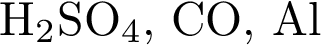 H₂SO₄, CO, Al